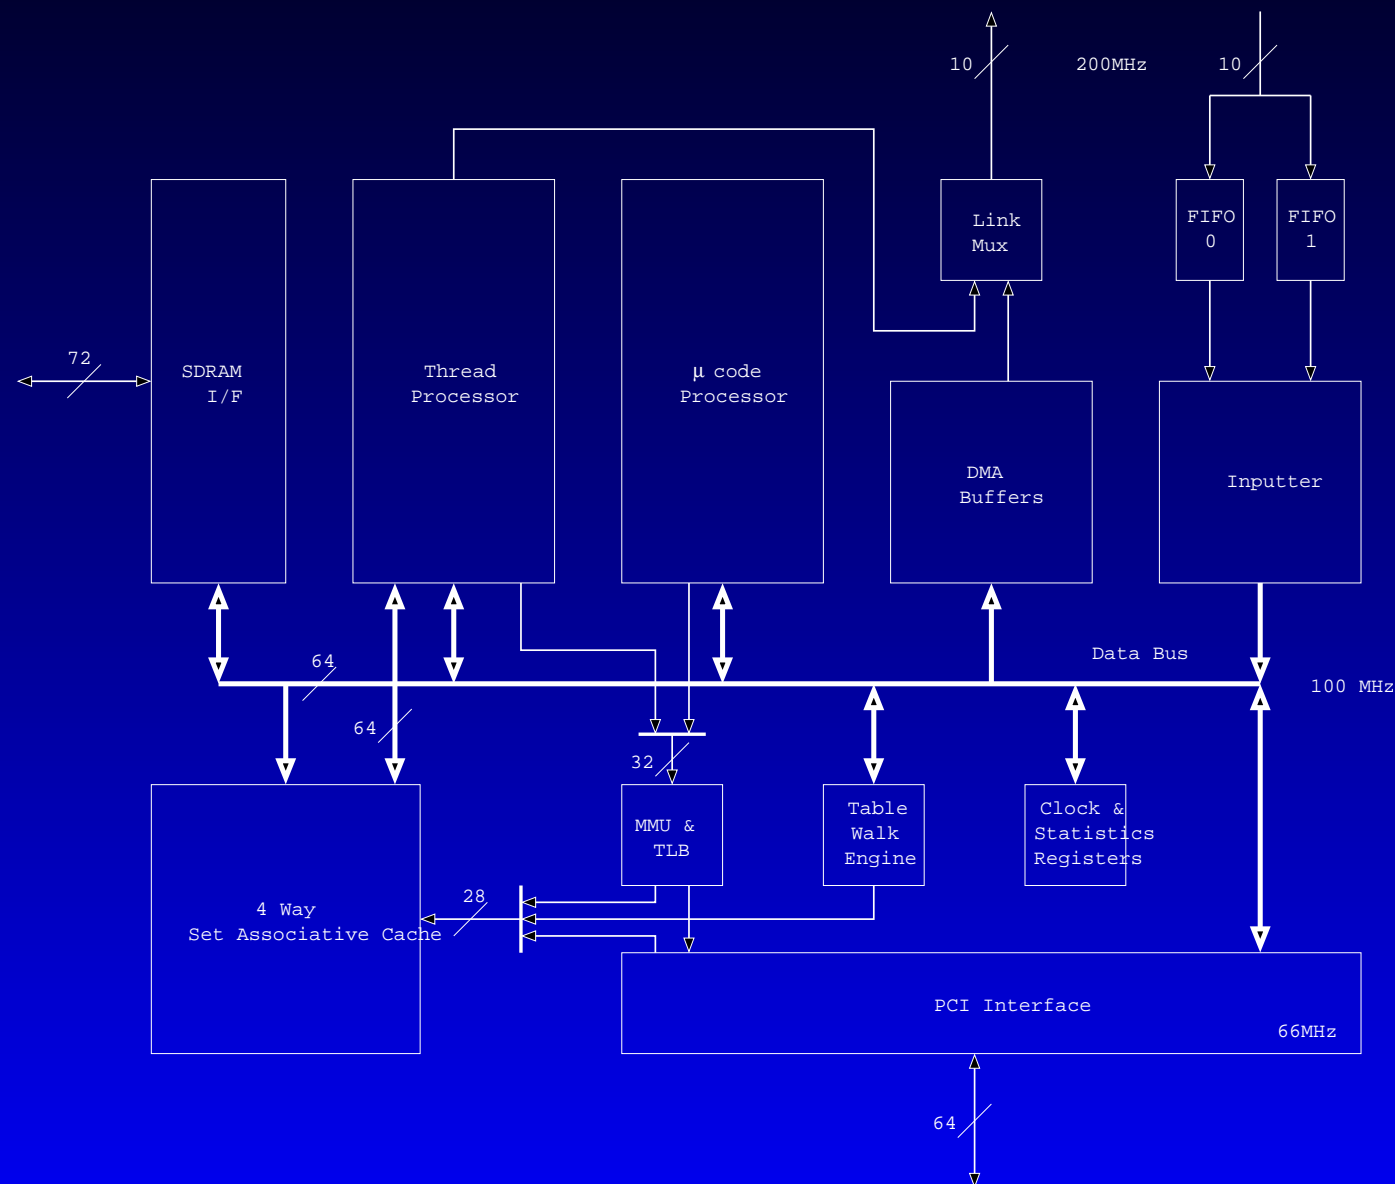 10
200MHz
10
Link
Mux
FIFO
0
FIFO
1
72
SDRAM
I/F
Thread
Processor
µ code
Processor
DMA
Buffers
Inputter
Data Bus
64
100 MHz
64
32
MMU &
TLB
Table
Walk
Engine
Clock &
Statistics
Registers
28
4 Way
Set Associative Cache
PCI Interface
66MHz
64